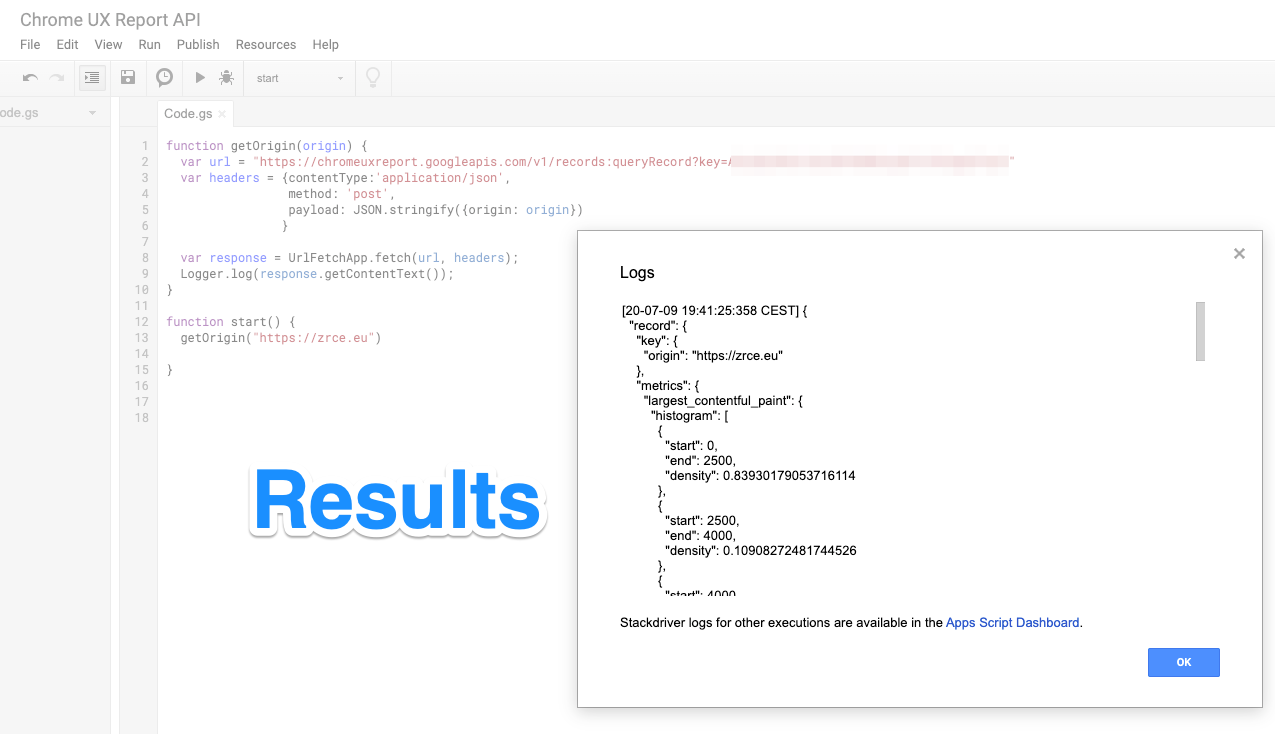 Chrome UX Report API
File Edit View Run Publish Resources Help
start
ode.gs
Code.gs ×
1 function getOrigin(origin) {
2 var url = "https://chromeuxreport.googleapis.com/v1/records:queryRecord?key= "
3 var headers = {contentType:'application/json',
4 method: 'post',
5 payload: JSON.stringify({origin: origin})
6 }
7
8 var response = UrlFetchApp.fetch(url, headers);
9 Logger.log(response.getContentText());
10 }
11
12 function start() {
13 getOrigin("https://zrce.eu")
14
15 }
16
17
18
Results
Logs
[20-07-09 19:41:25:358 CEST] {
"record": {
"key": {
"origin": "https://zrce.eu"
},
"metrics": {
"largest_contentful_paint": {
"histogram": [
{
"start": 0,
"end": 2500,
"density": 0.83930179053716114
},
{
"start": 2500,
"end": 4000,
"density": 0.10908272481744526
},
{
"start": 4000,
Stackdriver logs for other executions are available in the Apps Script Dashboard.
OK